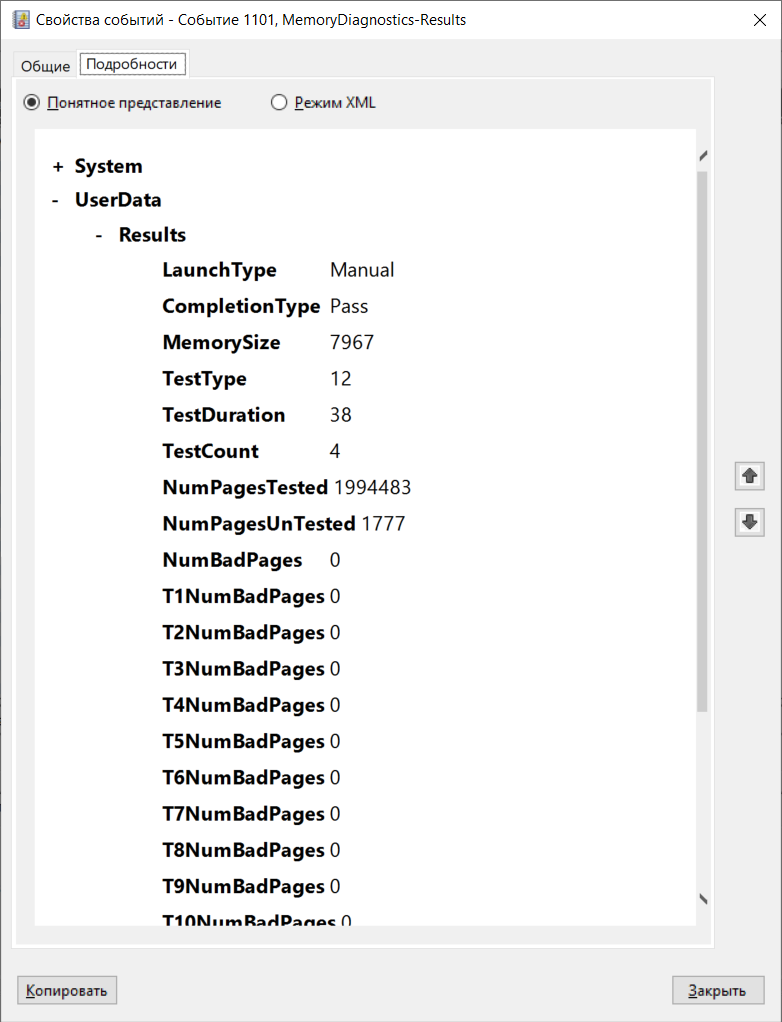 Свойства событий - Событие 1101, MemoryDiagnostics-Results
Общие Подробности
Понятное представление Режим XML
+ System
- UserData
- Results
LaunchType Manual
CompletionType Pass
MemorySize 7967
TestType 12
TestDuration 38
TestCount 4
NumPagesTested 1994483
NumPagesUnTested 1777
NumBadPages 0
T1NumBadPages 0
T2NumBadPages 0
T3NumBadPages 0
T4NumBadPages 0
T5NumBadPages 0
T6NumBadPages 0
T7NumBadPages 0
T8NumBadPages 0
T9NumBadPages 0
T10NumBadPages 0
Копировать Закрыть